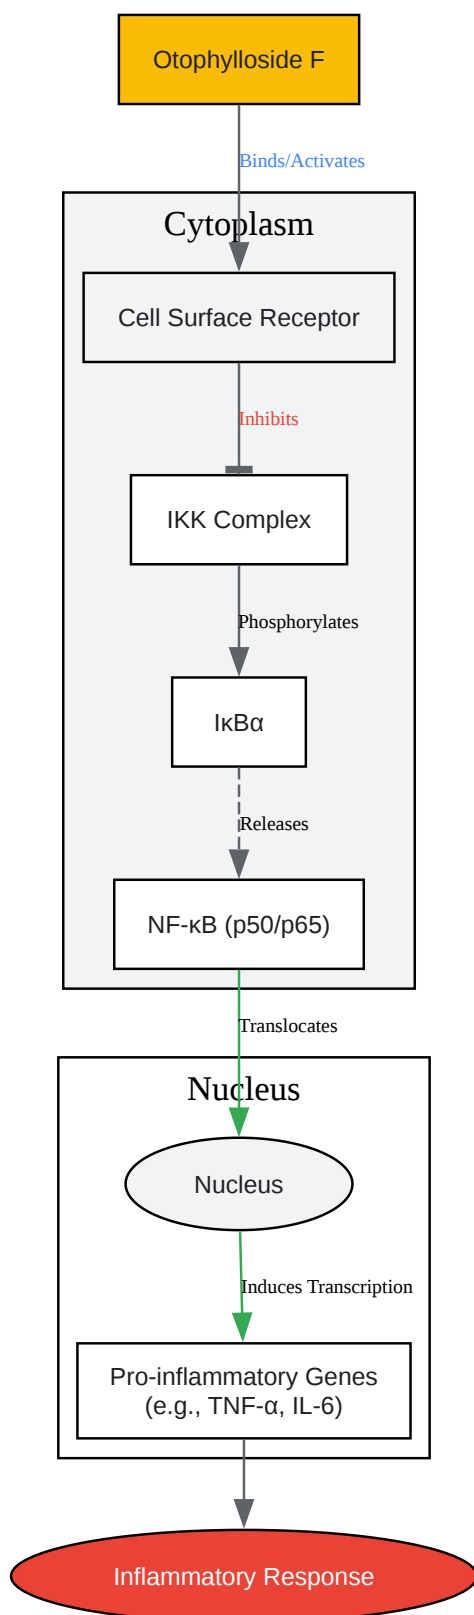 Otophylloside F
Binds/Activates
Cytoplasm
Cell Surface Receptor
Inhibits
IKK Complex
Phosphorylates
IκBα
Releases
NF-κB (p50/p65)
Translocates
Nucleus
Nucleus
Induces Transcription
Pro-inflammatory Genes
(e.g., TNF-α, IL-6)
Inflammatory Response